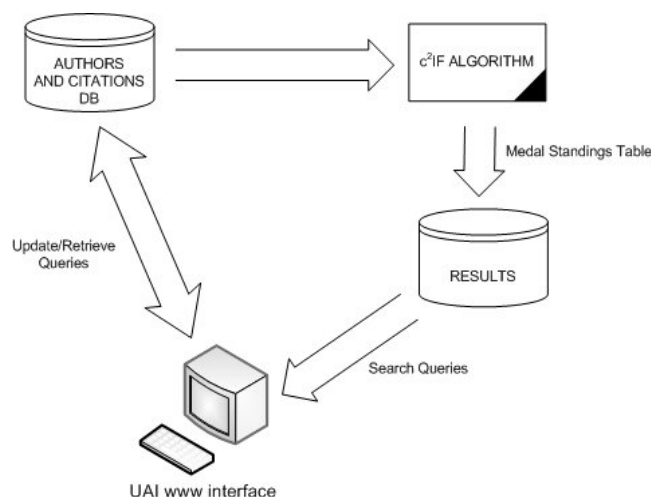 AUTHORS
AND CITATIONS
DB
c²IF ALGORITHM
Medal Standings Table
Update/Retrieve
Queries
RESULTS
Search Queries
UAI www interface